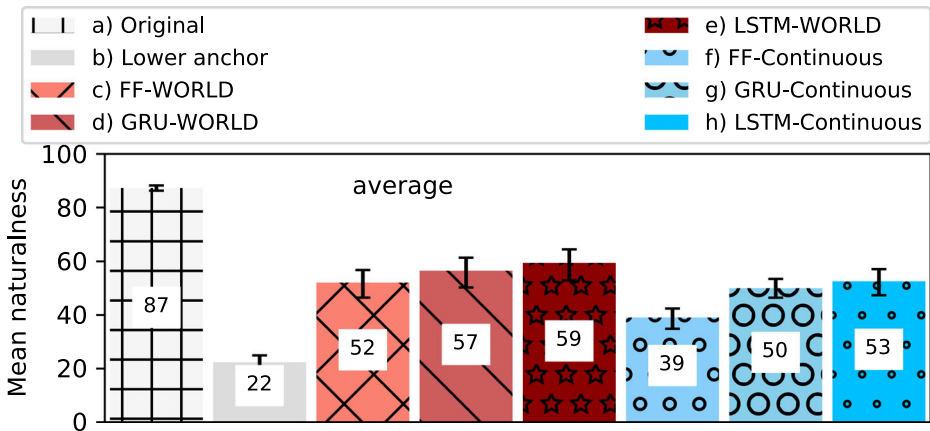 a) Original
b) Lower anchor
c) FF-WORLD
d) GRU-WORLD
e) LSTM-WORLD
f) FF-Continuous
g) GRU-Continuous
h) LSTM-Continuous
Mean naturalness
100
80
60
40
20
0
average
87
22
52
57
59
39
50
53